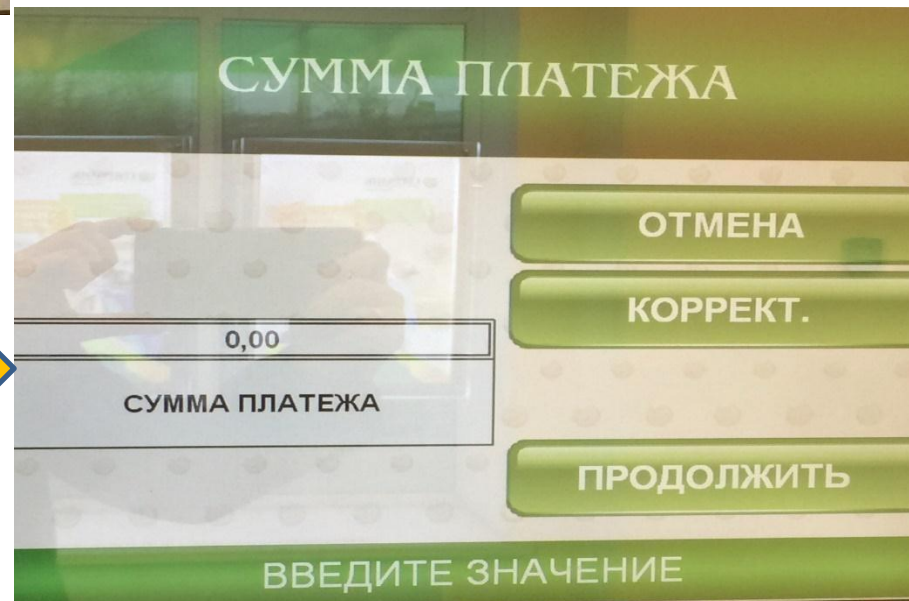 СУММА ПЛАТЕЖА
ОТМЕНА
КОРРЕКТ.
0,00
СУММА ПЛАТЕЖА
ПРОДОЛЖИТЬ
ВВЕДИТЕ ЗНАЧЕНИЕ